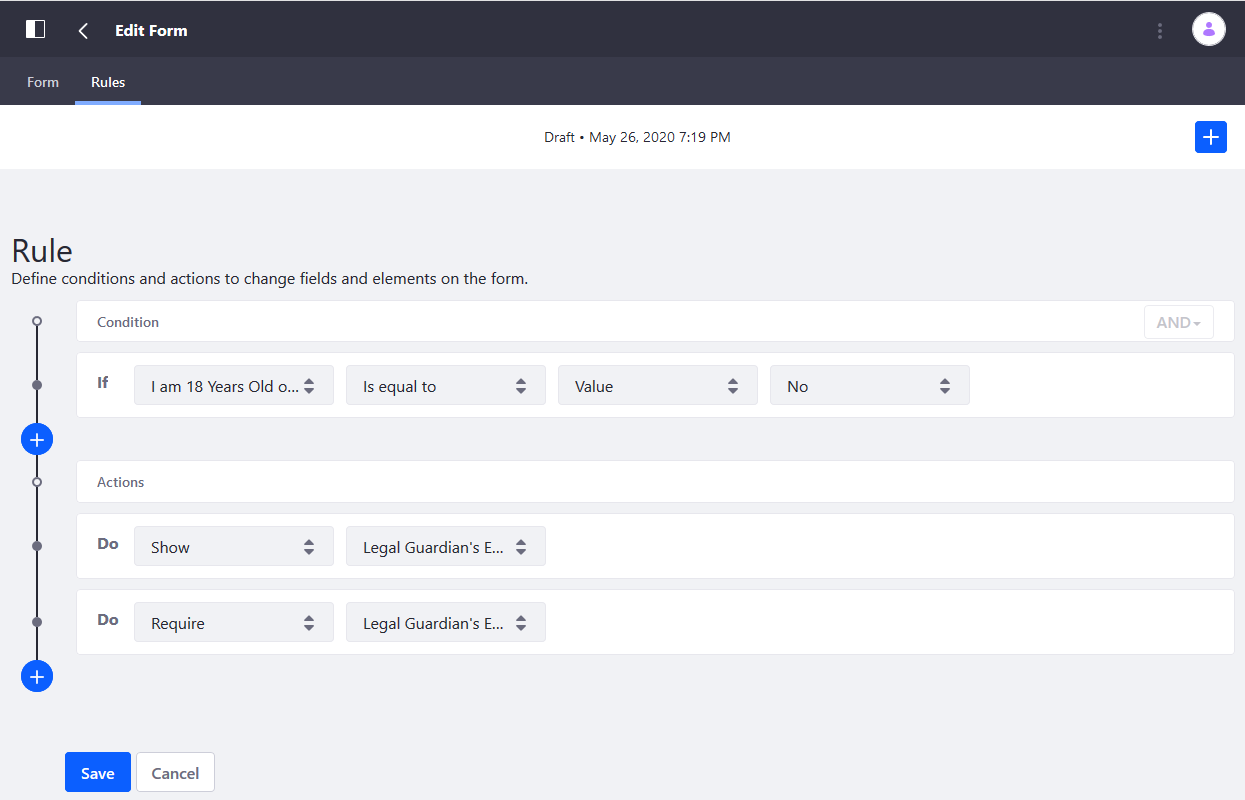 Edit Form
Form Rules
Draft • May 26, 2020 7:19 PM
Rule
Define conditions and actions to change fields and elements on the form.
Condition AND
If I am 18 Years Old o... Is equal to Value No
Actions
Do Show Legal Guardian's E...
Do Require Legal Guardian's E...
Save Cancel